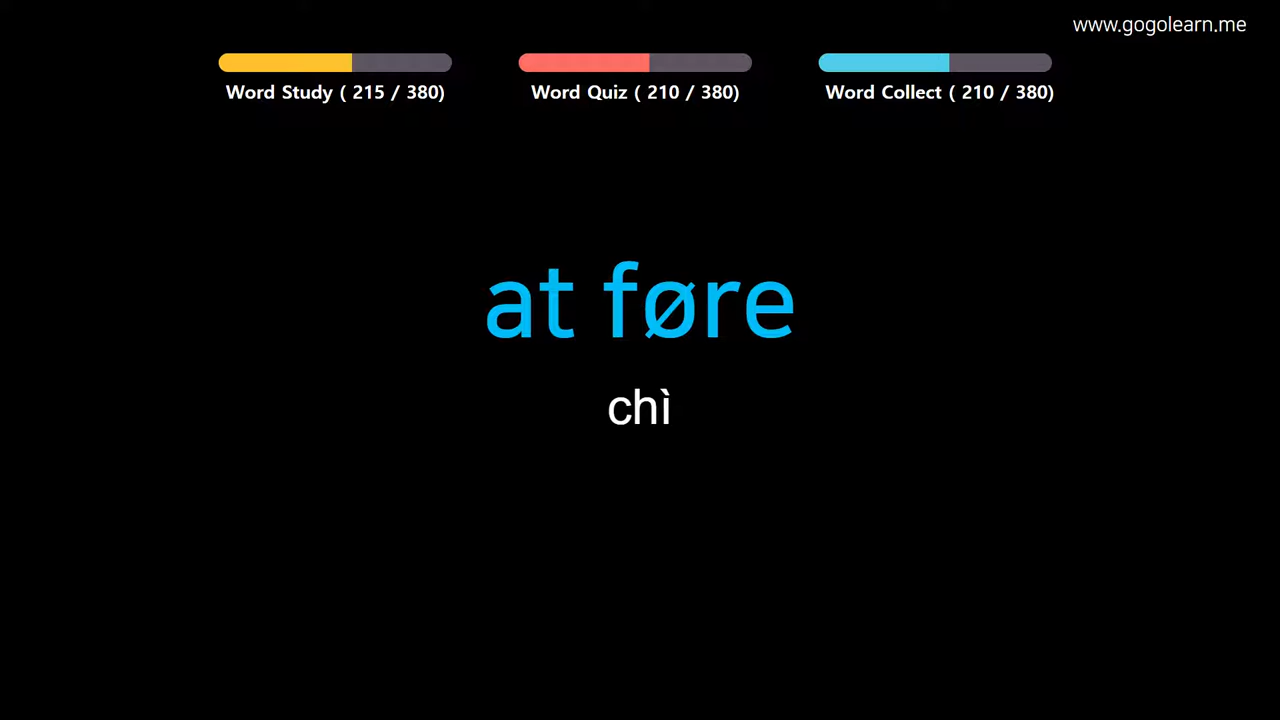 www.gogolearn.me
Word Study ( 215 / 380)
Word Quiz ( 210 / 380)
Word Collect ( 210 / 380)
at føre
chì